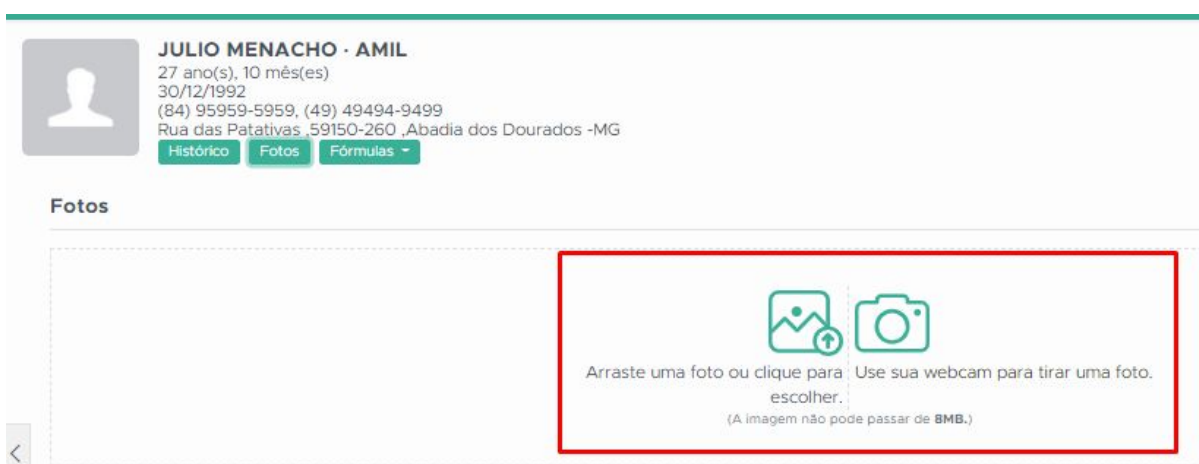 JULIO MENACHO · AMIL
27 ano(s), 10 mês(es)
30/12/1992
(84) 95959-5959, (49) 49494-9499
Rua das Patativas ,59150-260 ,Abadia dos Dourados -MG
Histórico Fotos Fórmulas
Fotos
Arraste uma foto ou clique para
escolher.
(A imagem não pode passar de 8MB.)
Use sua webcam para tirar uma foto.